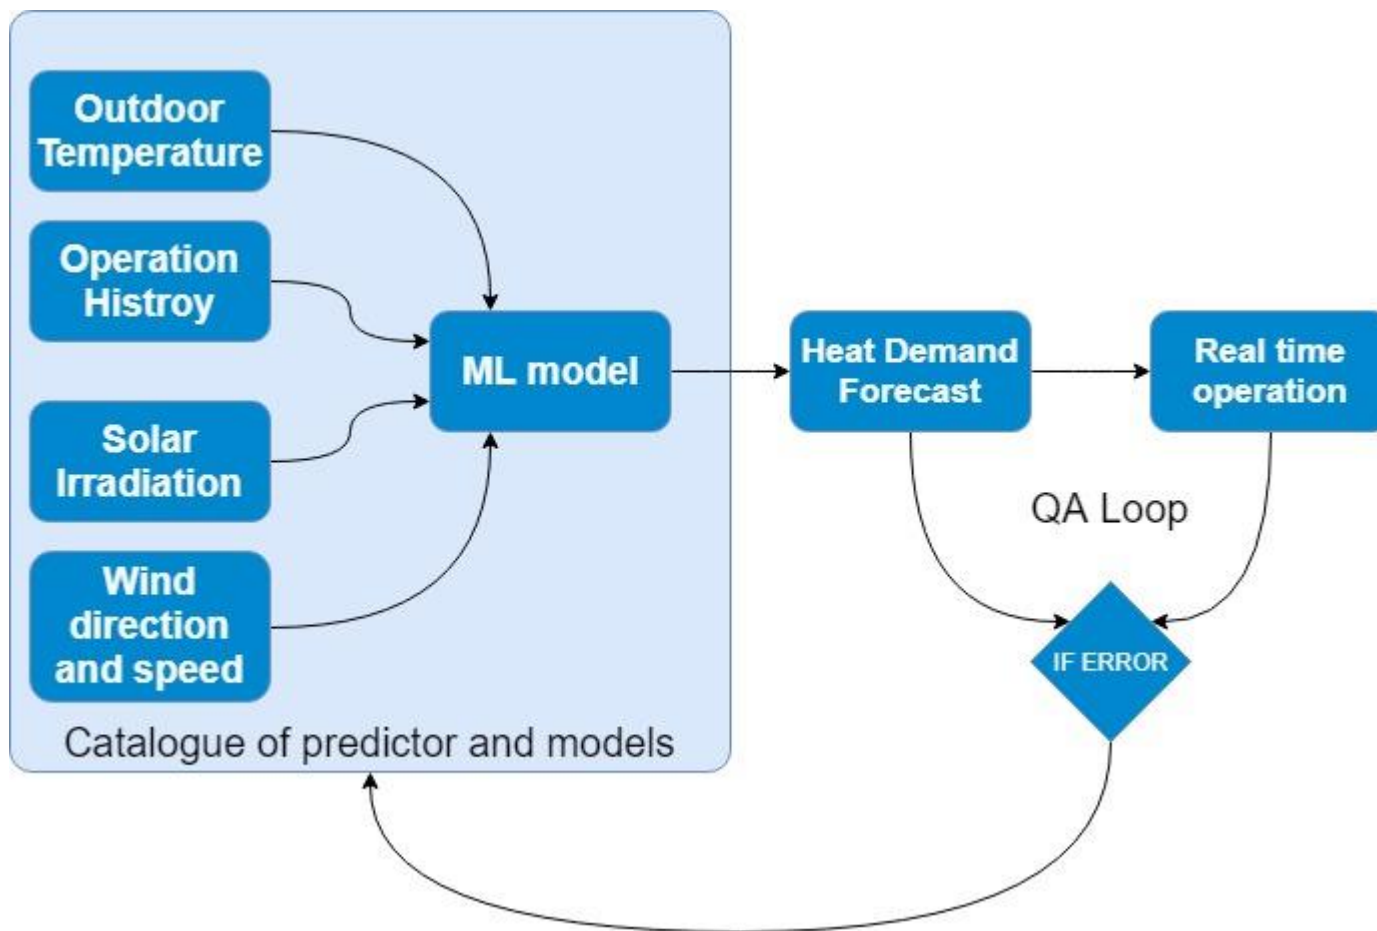 Outdoor
Temperature
Operation
Histroy
Solar
Irradiation
Wind
direction
and speed
ML model
Catalogue of predictor and models
Heat Demand
Forecast
Real time
operation
QA Loop
IF ERROR